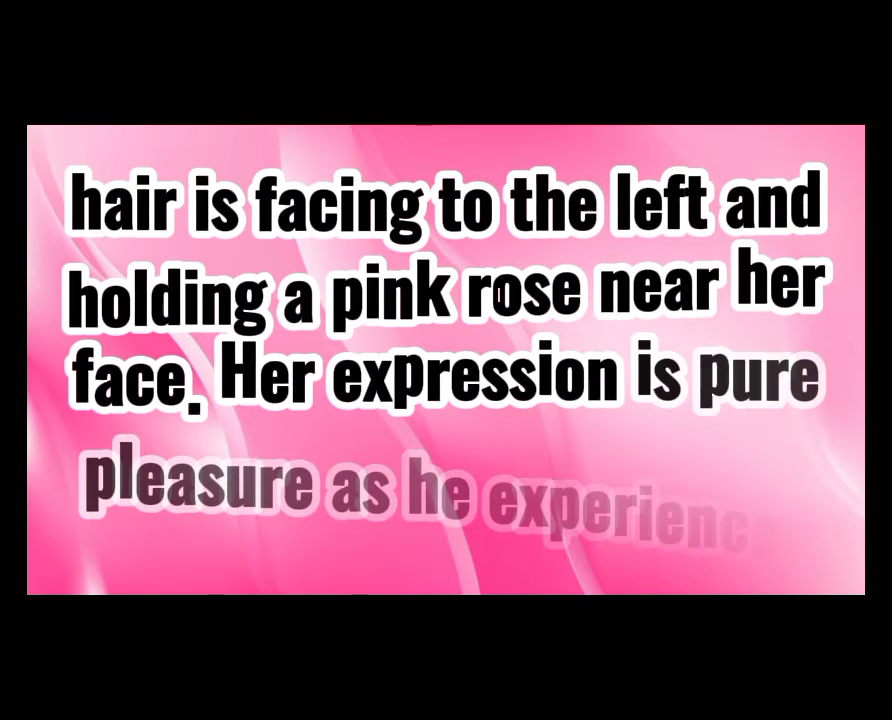 hair is facing to the left and
holding a pink rose near her
face. Her expression is pure
pleasure as he experienc